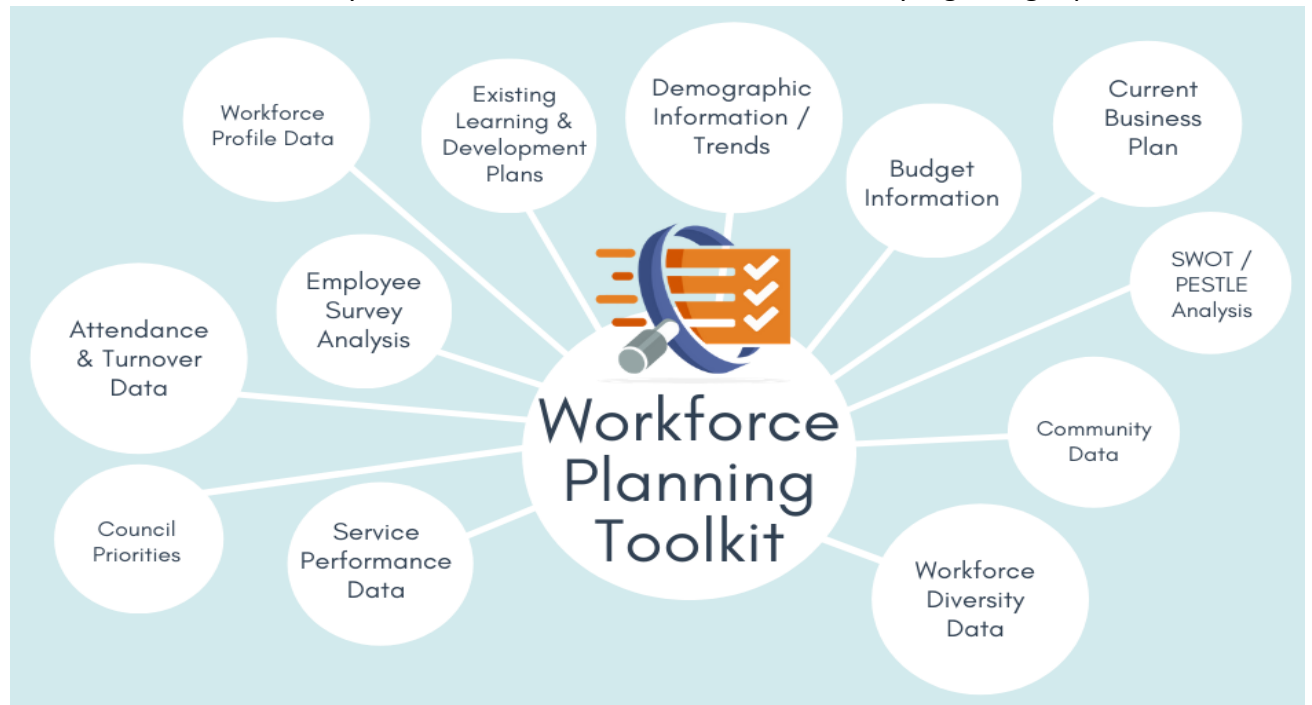 Workforce
Profile Data
Existing
Learning &
Development
Plans
Demographic
Information /
Trends
Budget
Information
Current
Business
Plan
SWOT /
PESTLE
Analysis
Employee
Survey
Analysis
Attendance
& Turnover
Data
Community
Data
Workforce
Planning
Toolkit
Council
Priorities
Service
Performance
Data
Workforce
Diversity
Data